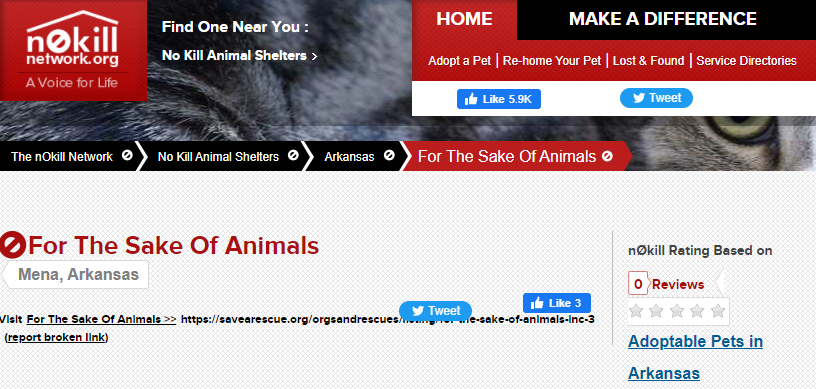 nØkill
network.org
A Voice for Life
Find One Near You :
No Kill Animal Shelters >
HOME
MAKE A DIFFERENCE
Adopt a Pet | Re-home Your Pet | Lost & Found | Service Directories
Like 5.9K
Tweet
The nOkill Network
No Kill Animal Shelters
Arkansas
For The Sake Of Animals
For The Sake Of Animals
Mena, Arkansas
Like 3
Tweet
Visit For The Sake Of Animals >> https://savearescue.org/orgsandrescues/listing/for-the-sake-of-animals-inc-3
(report broken link)
nØkill Rating Based on
0 Reviews
Adoptable Pets in
Arkansas